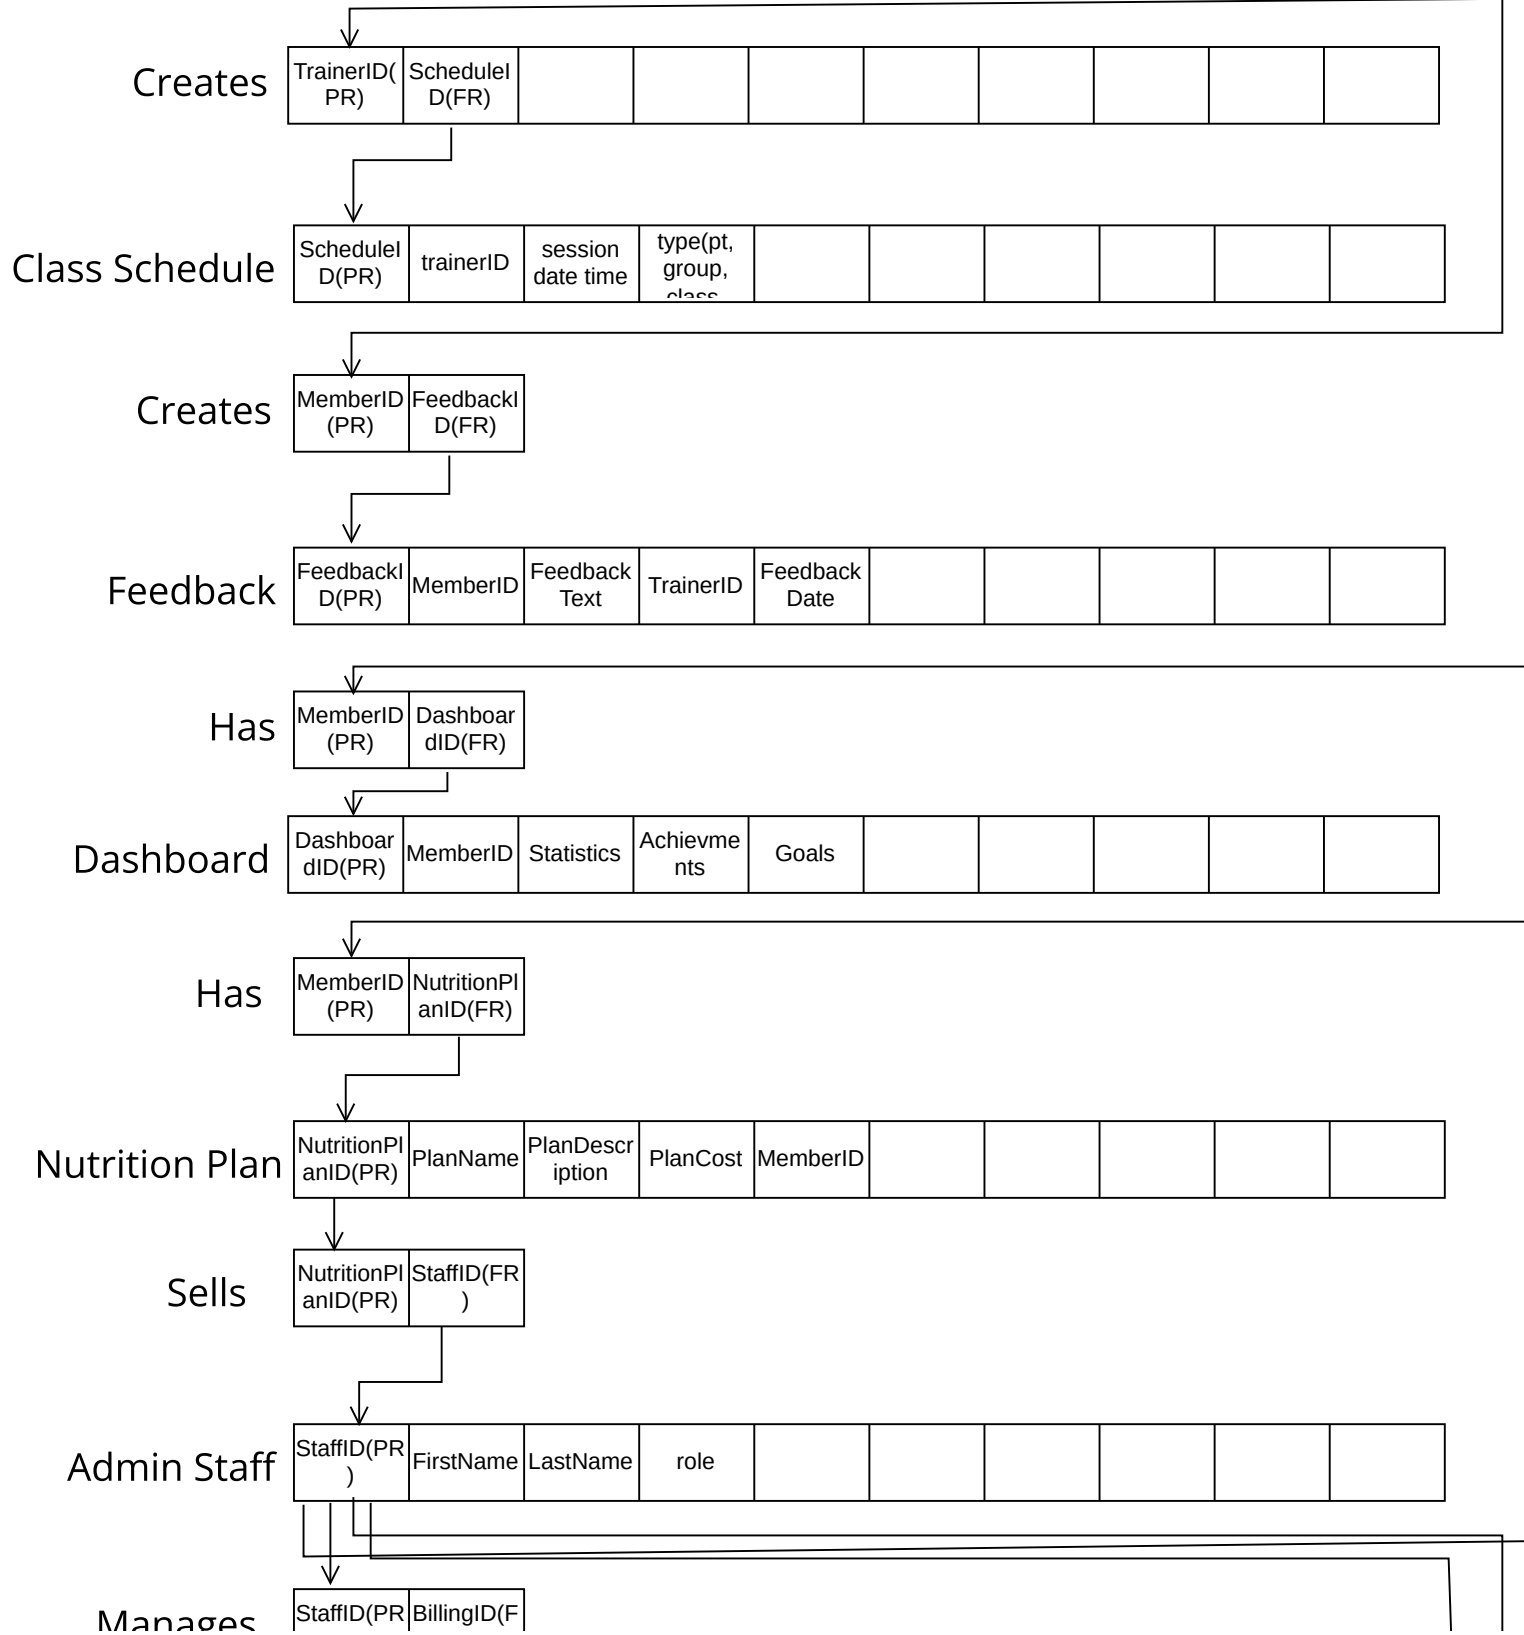 Creates
TrainerID(
PR)
ScheduleI
D(FR)
Class Schedule
ScheduleI
D(PR)
trainerID
session
date time
type(pt,
group,
class
Creates
MemberID
(PR)
FeedbackI
D(FR)
Feedback
FeedbackI
D(PR)
MemberID
Feedback
Text
TrainerID
Feedback
Date
Has
MemberID
(PR)
Dashboar
dID(FR)
Dashboard
Dashboar
dID(PR)
MemberID
Statistics
Achievme
nts
Goals
Has
MemberID
(PR)
NutritionPl
anID(FR)
Nutrition Plan
NutritionPl
anID(PR)
PlanName
PlanDescr
iption
PlanCost
MemberID
Sells
NutritionPl
anID(PR)
StaffID(FR
)
Admin Staff
StaffID(PR
)
FirstName
LastName
role
Manages
StaffID(PR
BillingID(F